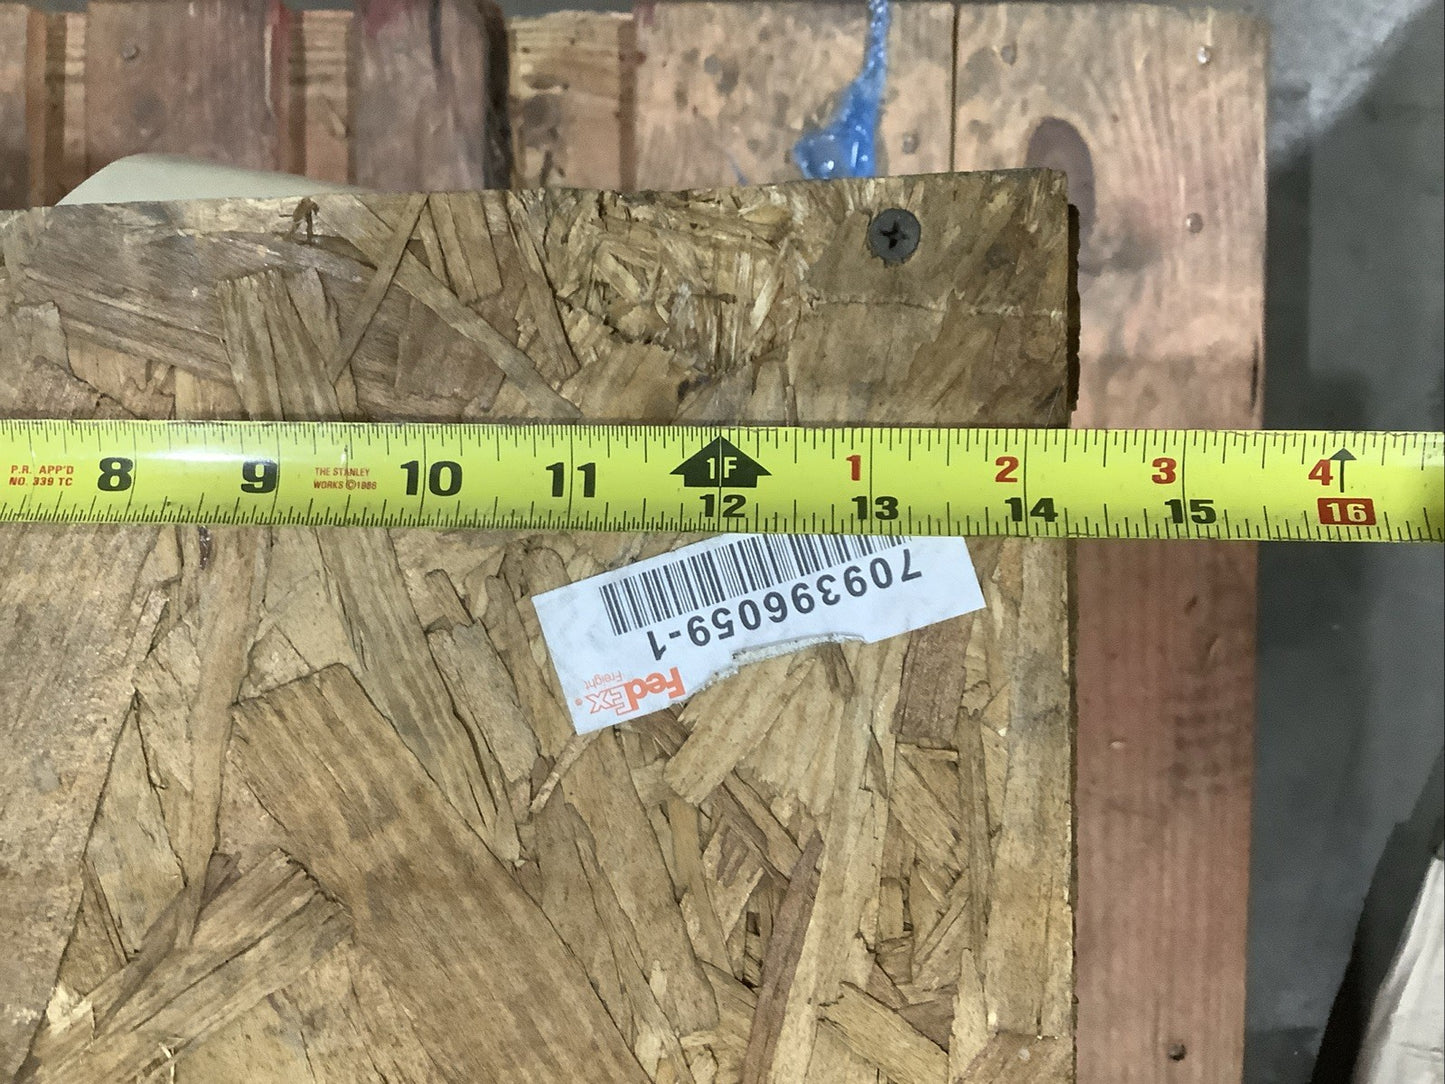 P.R. APP'D
NO. 339 TC
8 9
THE STANLEY
WORKS ©1986
10 11 1F 1 2 3 4
12 13 14 15 16
709396059-1
FedEx
Freight